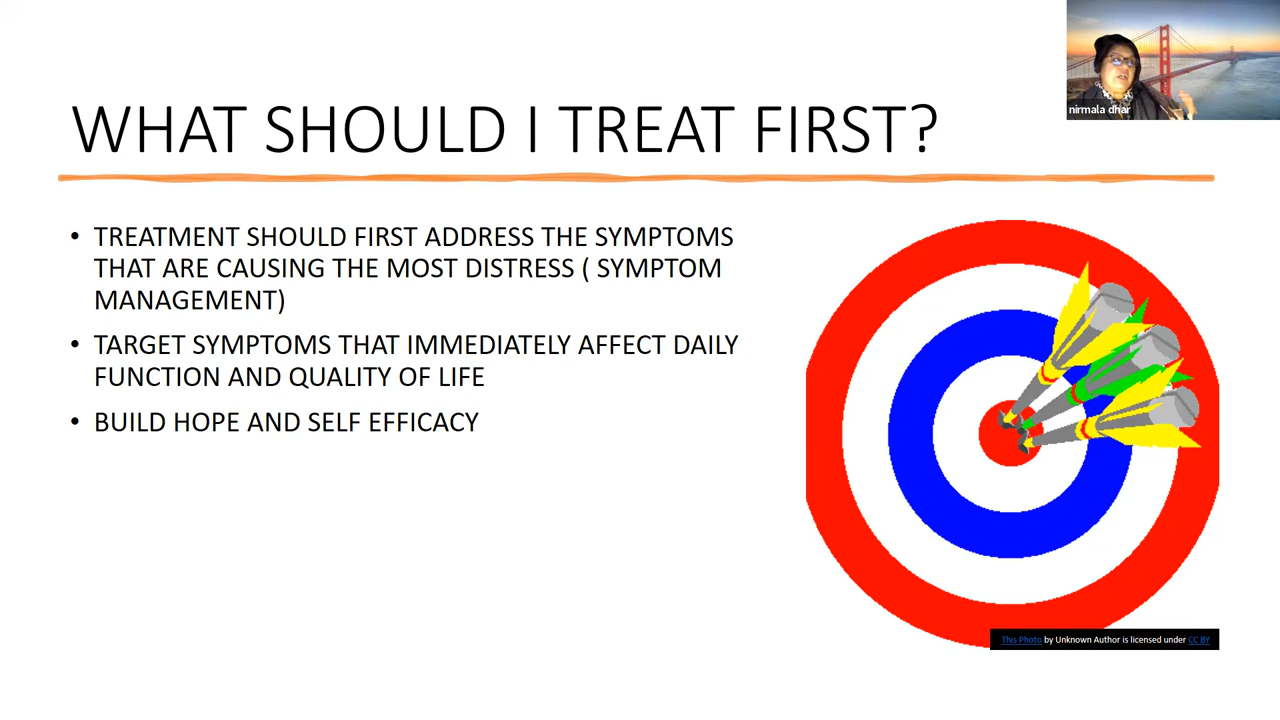 nirmala dhar
WHAT SHOULD I TREAT FIRST?
• TREATMENT SHOULD FIRST ADDRESS THE SYMPTOMS
THAT ARE CAUSING THE MOST DISTRESS ( SYMPTOM
MANAGEMENT)
• TARGET SYMPTOMS THAT IMMEDIATELY AFFECT DAILY
FUNCTION AND QUALITY OF LIFE
• BUILD HOPE AND SELF EFFICACY
This Photo by Unknown Author is licensed under CC BY